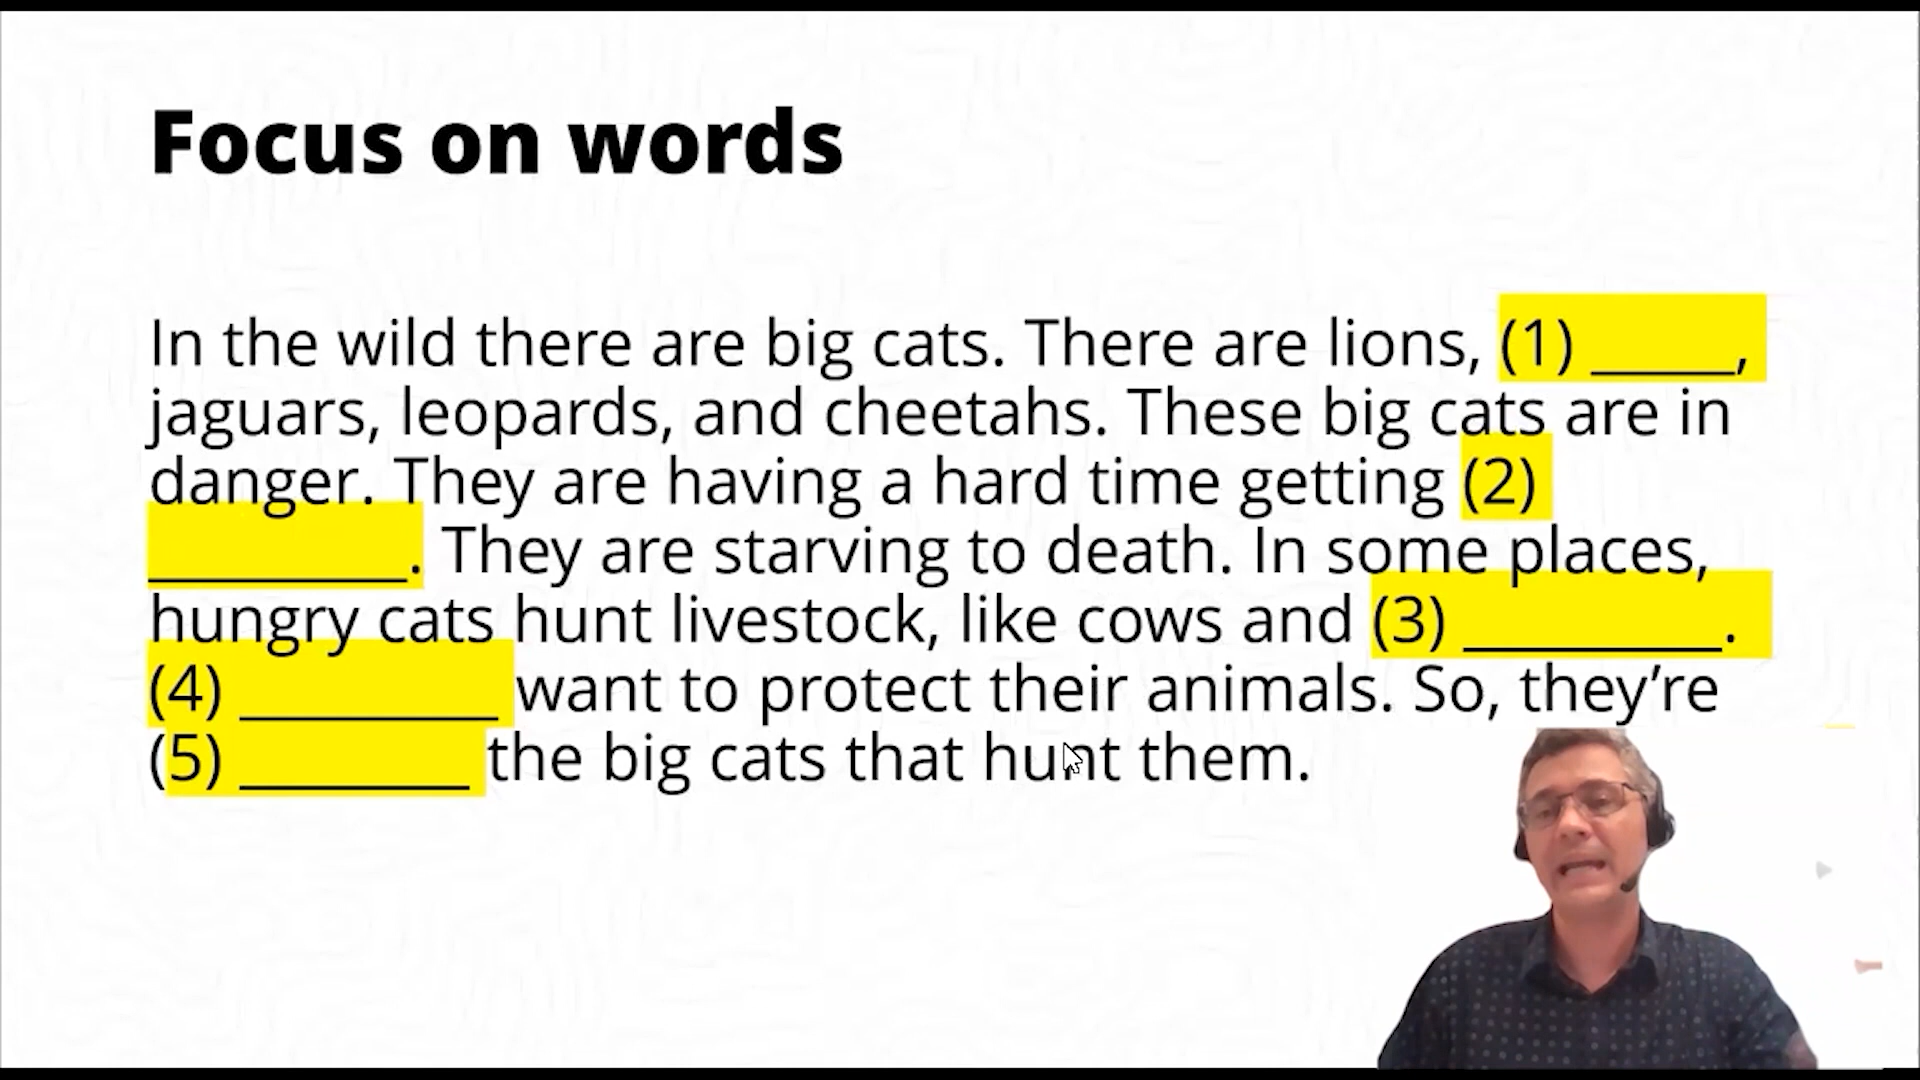 Focus on words
In the wild there are big cats. There are lions, (1) _____,
jaguars, leopards, and cheetahs. These big cats are in
danger. They are having a hard time getting (2)
_________. They are starving to death. In some places,
hungry cats hunt livestock, like cows and (3) _________.
(4) _________ want to protect their animals. So, they’re
(5) ________ the big cats that hunt them.